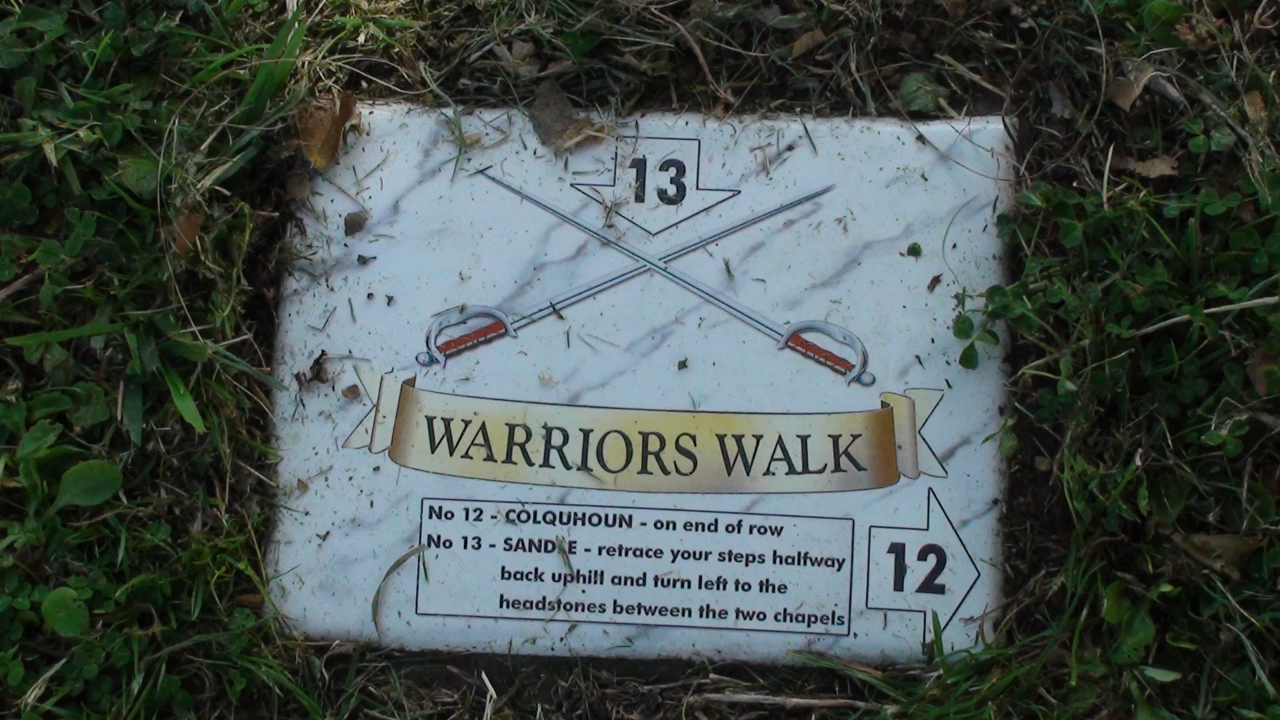 13
WARRIORS WALK
No 12 - COLQUHOUN - on end of row
No 13 - SANDLE - retrace your steps halfway
back uphill and turn left to the
headstones between the two chapels
12